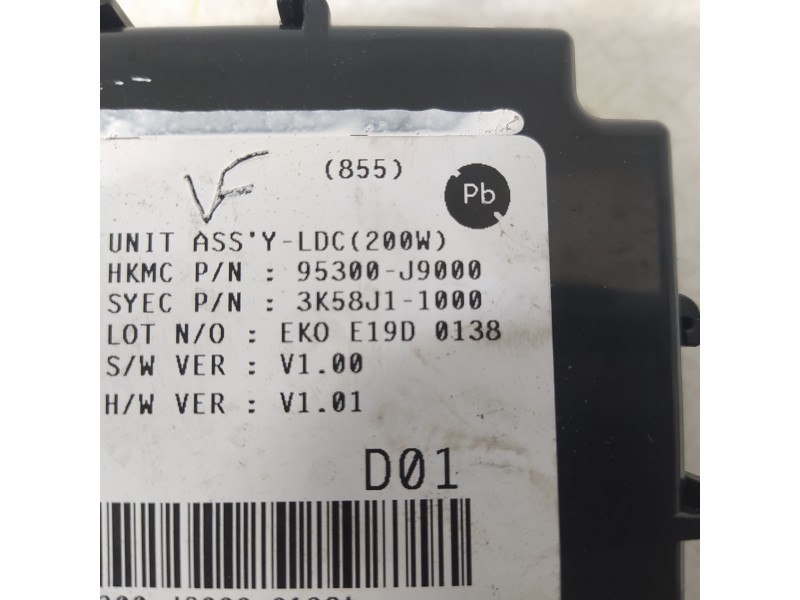 VF
(855)
Pb
UNIT ASS'Y-LDC(200W)
HKMC P/N : 95300-J9000
SYEC P/N : 3K58J1-1000
LOT N/O : EKO E19D 0138
S/W VER : V1.00
H/W VER : V1.01
D01